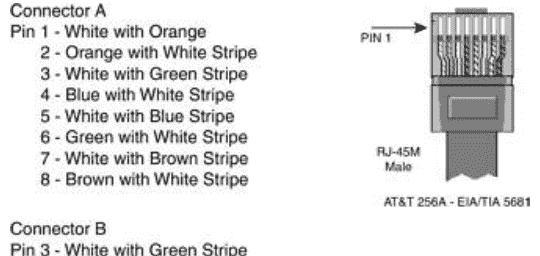 Connector A
Pin 1 - White with Orange
2 - Orange with White Stripe
3 - White with Green Stripe
4 - Blue with White Stripe
5 - White with Blue Stripe
6 - Green with White Stripe
7 - White with Brown Stripe
8 - Brown with White Stripe
PIN 1
RJ-45M
Male
AT&T 256A - EIA/TIA 5681
Connector B
Pin 3 - White with Green Stripe